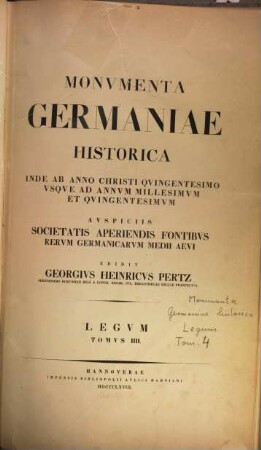 MONVMENTA
GERMANIAE
HISTORICA
INDE AB ANNO CHRISTI QVINGENTESIMO
VSQVE AD ANNVM MILLESIMVM
ET QVINGENTESIMVM
AVSPICIIS
SOCIETATIS APERIENDIS FONTIBVS
RERVM GERMANICARVM MEDII AEVI
EDIDIT
GEORGIVS HEINRICVS PERTZ
LEGVM
TOMVS IIII.
Monumenta
Germaniae historica
Legum
Tom. 4
HANNOVERAE
IMPENSIS BIBLIOPOLII AVLICI HAHNIANI